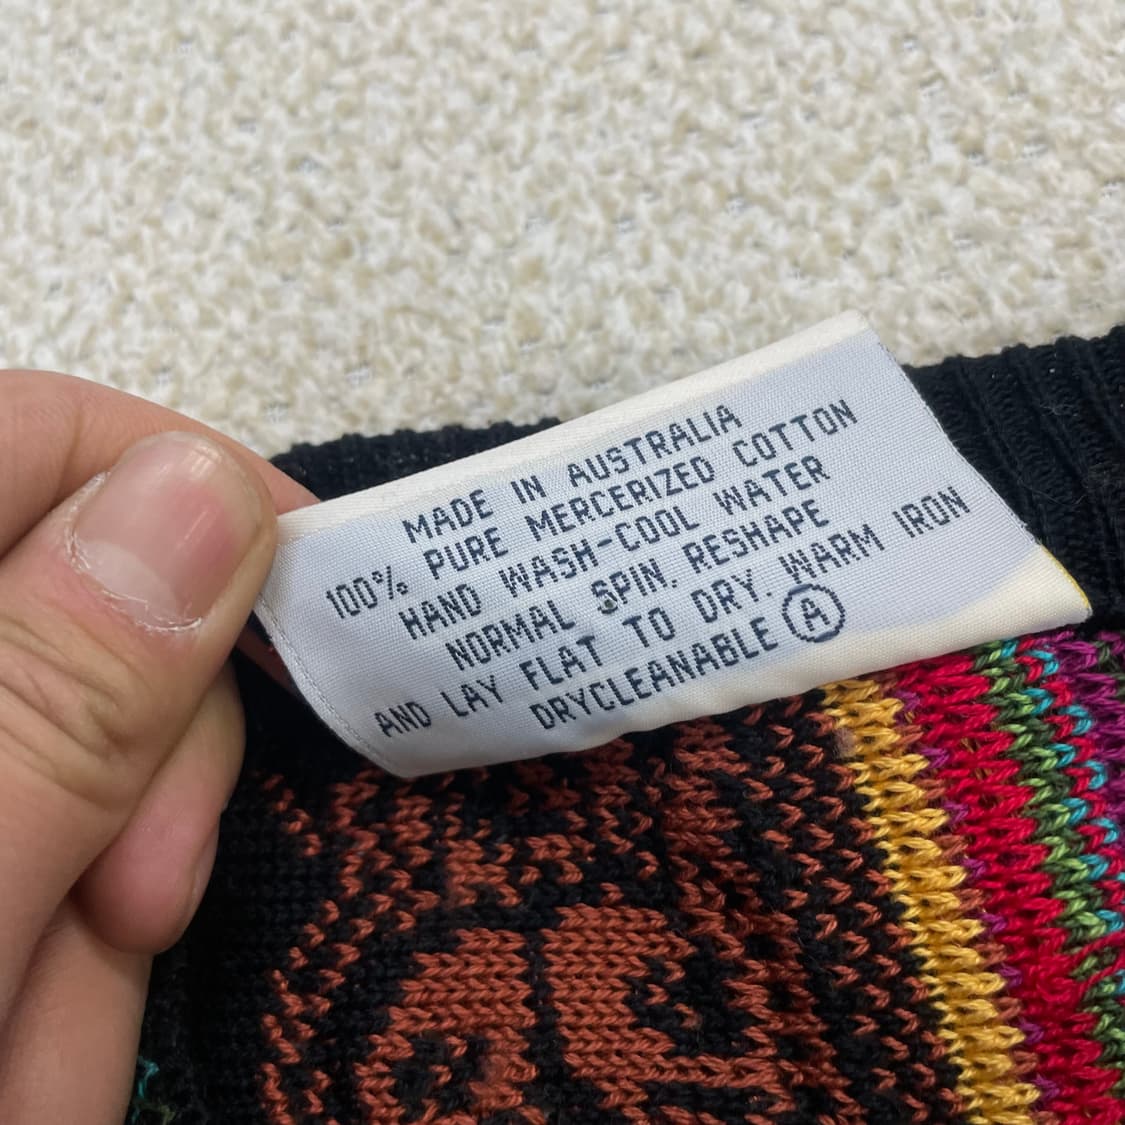 MADE IN AUSTRALIA
100% PURE MERCERIZED COTTON
HAND WASH-COOL WATER
NORMAL SPIN. RESHAPE
AND LAY FLAT TO DRY. WARM IRON
DRYCLEANABLE Ⓐ